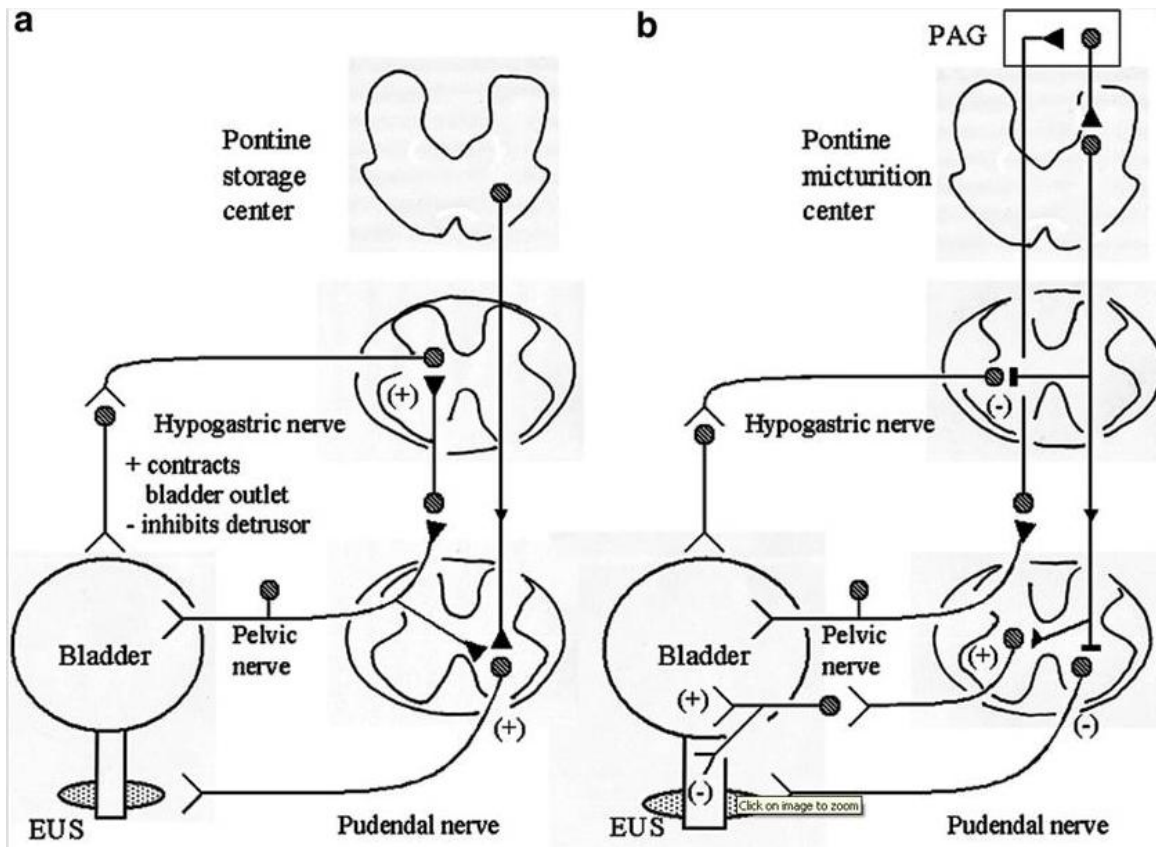 a
Pontine
storage
center
(+)
Hypogastric nerve
+ contracts
bladder outlet
- inhibits detrusor
Bladder
Pelvic
nerve
(+)
EUS
Pudendal nerve
b
PAG
Pontine
micturition
center
(-)
Hypogastric nerve
Bladder
Pelvic
nerve
(+)
(+)
(-)
(-)
Click on image to zoom
EUS
Pudendal nerve